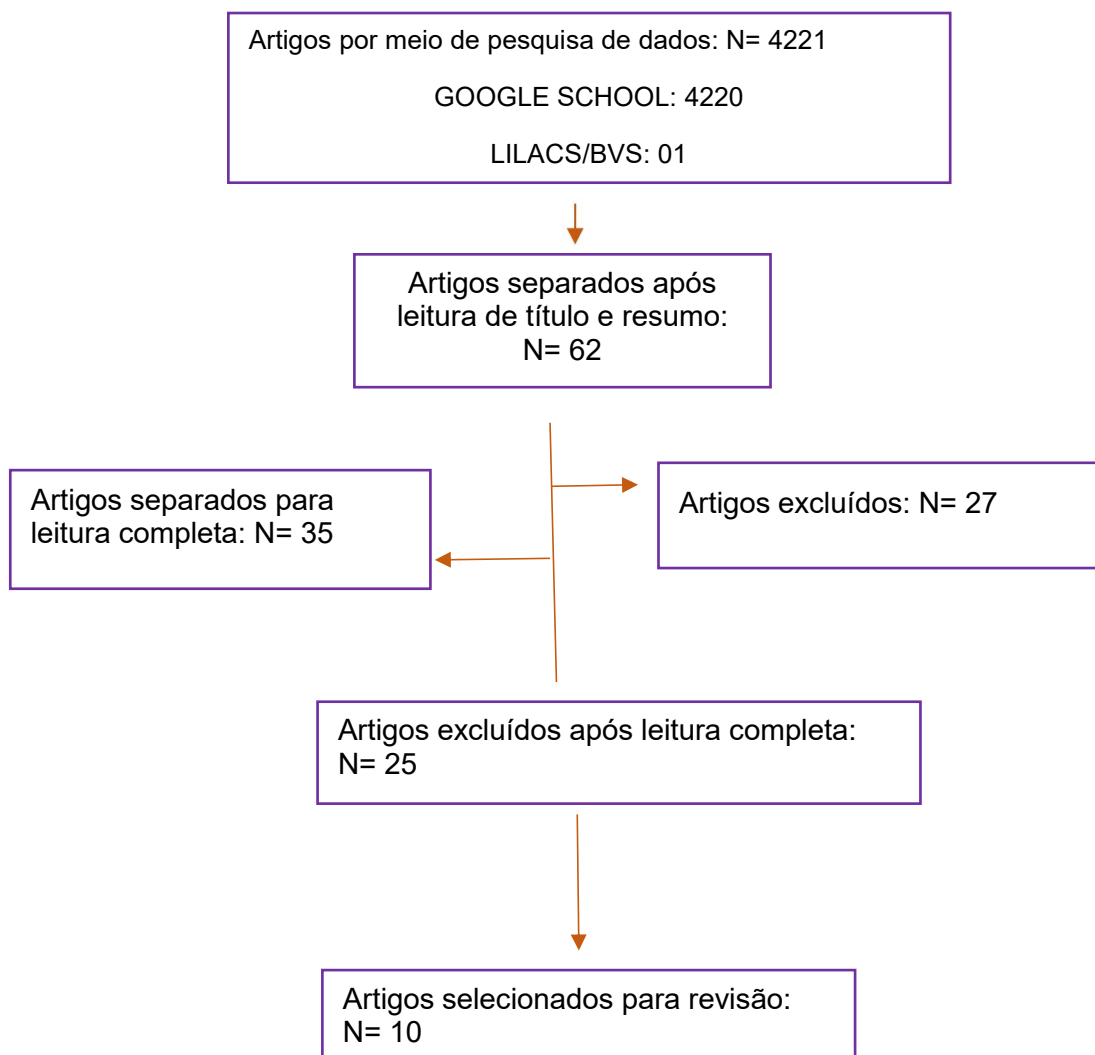 Artigos por meio de pesquisa de dados: N= 4221
GOOGLE SCHOOL: 4220
LILACS/BVS: 01
Artigos separados após
leitura de título e resumo:
N= 62
Artigos separados para
leitura completa: N= 35
Artigos excluídos: N= 27
Artigos excluídos após leitura completa:
N= 25
Artigos selecionados para revisão:
N= 10